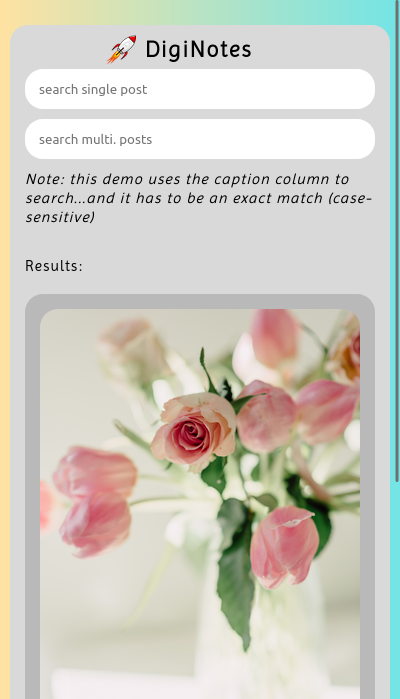 🚀 DigiNotes
search single post
search multi. posts
Note: this demo uses the caption column to
search...and it has to be an exact match (case-
sensitive)
Results: